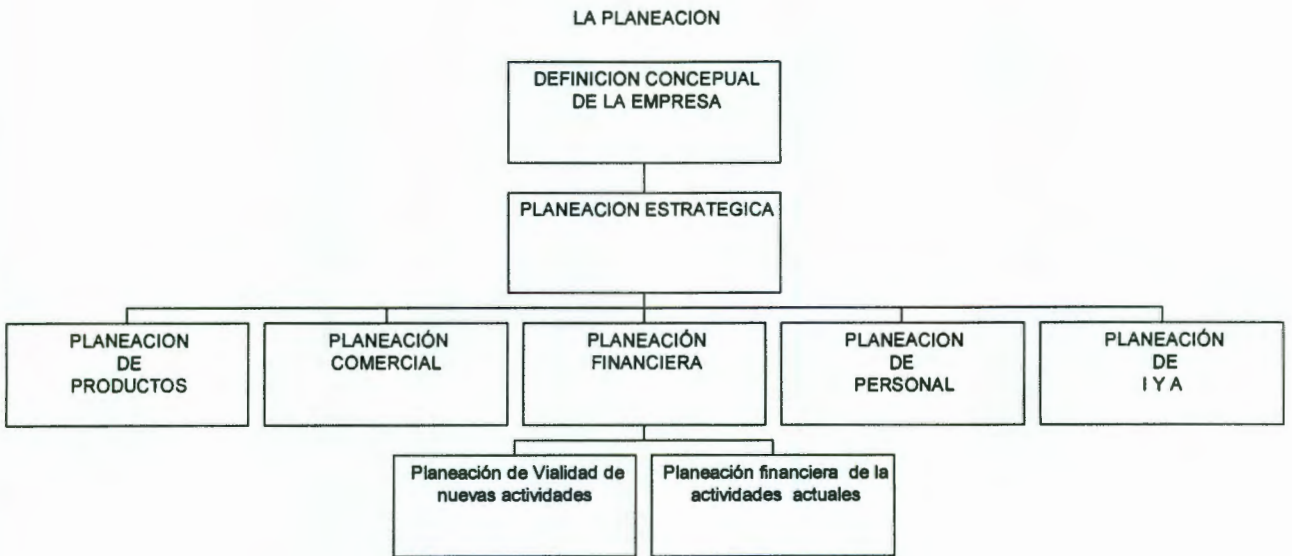 LA PLANEACION
DEFINICION CONCEPUAL
DE LA EMPRESA
PLANEACION ESTRATEGICA
PLANEACION
DE
PRODUCTOS
PLANEACIÓN
COMERCIAL
PLANEACIÓN
FINANCIERA
PLANEACION
DE
PERSONAL
PLANEACIÓN
DE
I Y A
Planeación de Vialidad de
nuevas actividades
Planeación financiera de la
actividades actuales